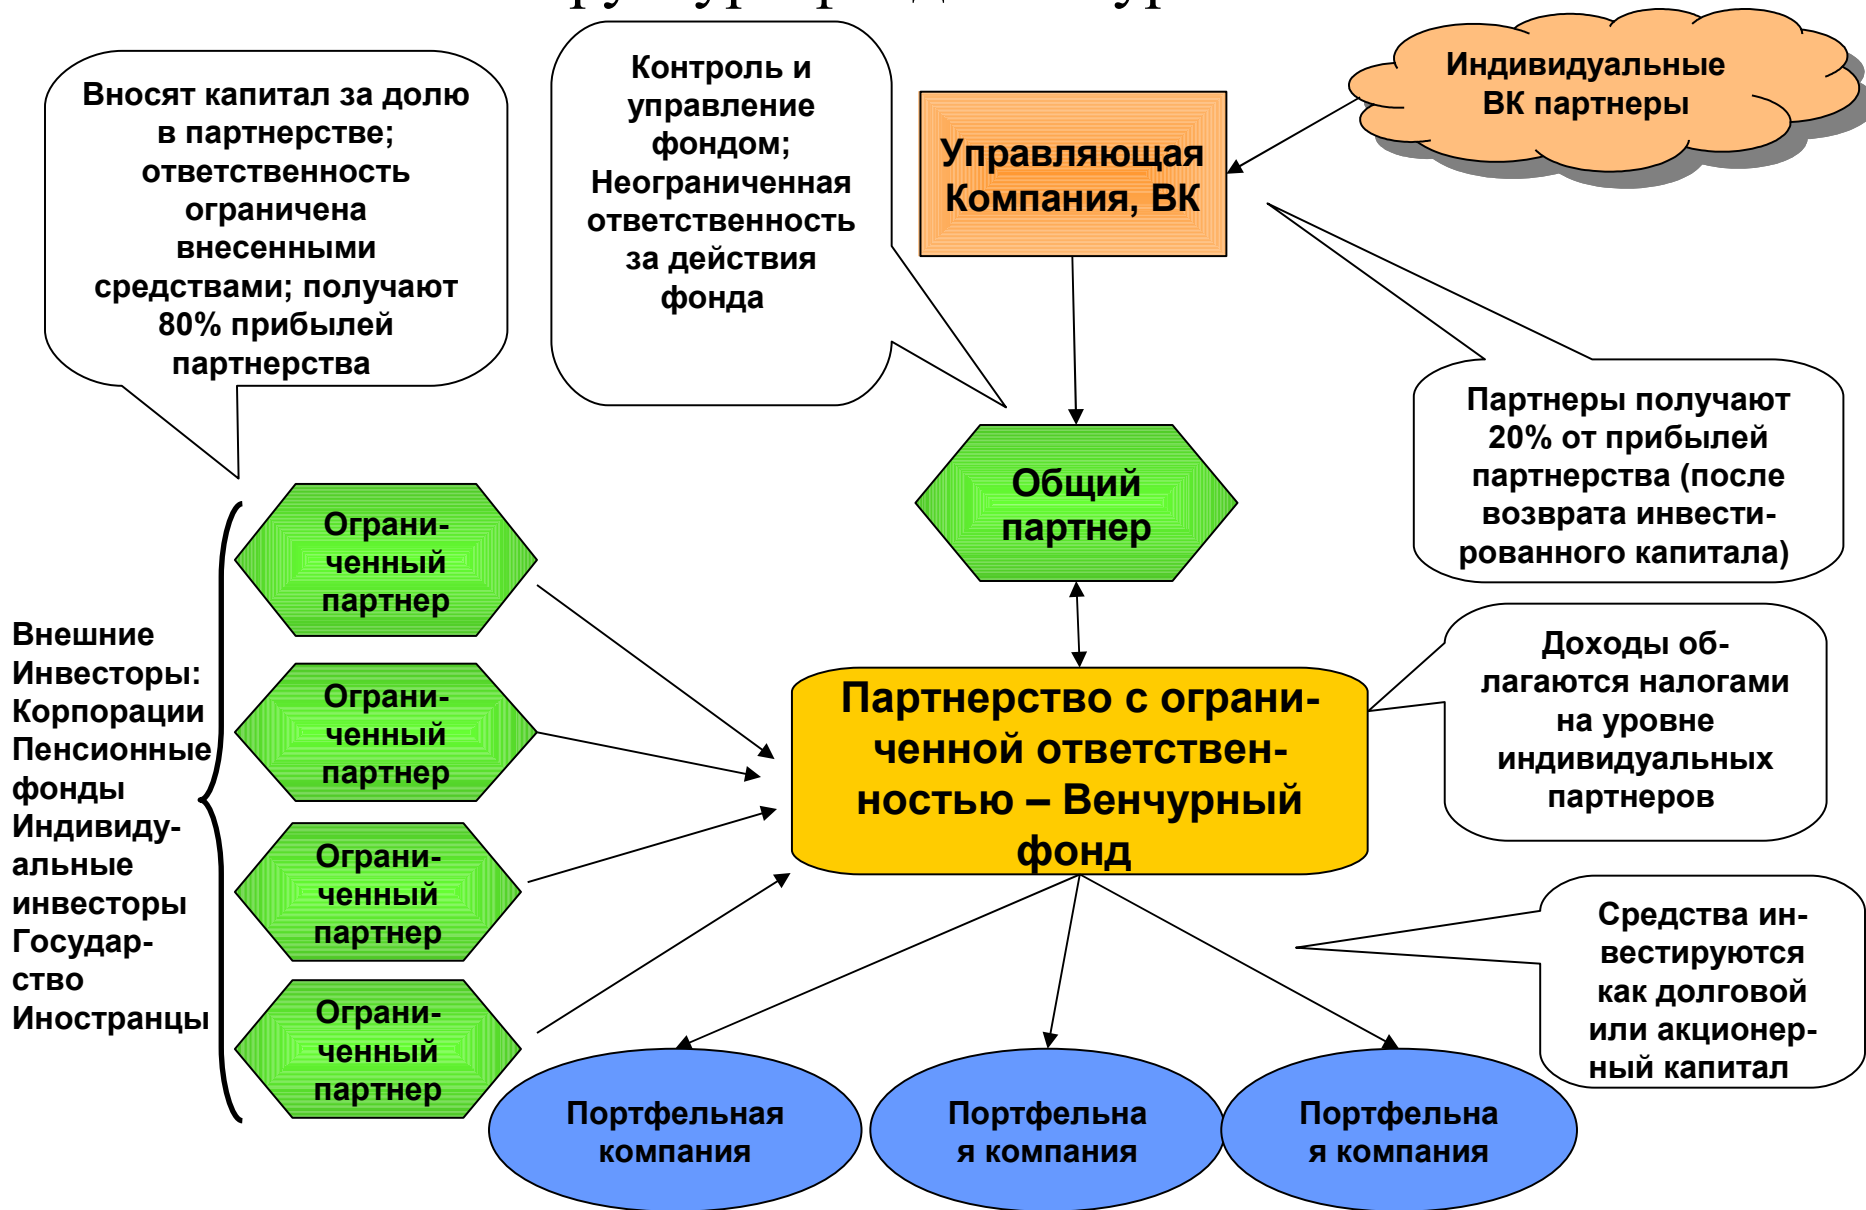 Вносят капитал за долю
в партнерстве;
ответственность
ограничена
внесенными
средствами; получают
80% прибылей
партнерства
Контроль и
управление
фондом;
Неограниченная
ответственность
за действия
фонда
Управляющая
Компания, ВК
Индивидуальные
ВК партнеры
Партнеры получают
20% от прибылей
партнерства (после
возврата инвести-
рованного капитала)
Общий
партнер
Внешние
Инвесторы:
Корпорации
Пенсионные
фонды
Индивиду-
альные
инвесторы
Государ-
ство
Иностранцы
Ограни-
ченный
партнер
Ограни-
ченный
партнер
Ограни-
ченный
партнер
Ограни-
ченный
партнер
Партнерство с ограни-
ченной ответствен-
ностью – Венчурный
фонд
Доходы об-
лагаются налогами
на уровне
индивидуальных
партнеров
Средства ин-
вестируются
как долговой
или акционер-
ный капитал
Портфельная
компания
Портфельна
я компания
Портфельна
я компания